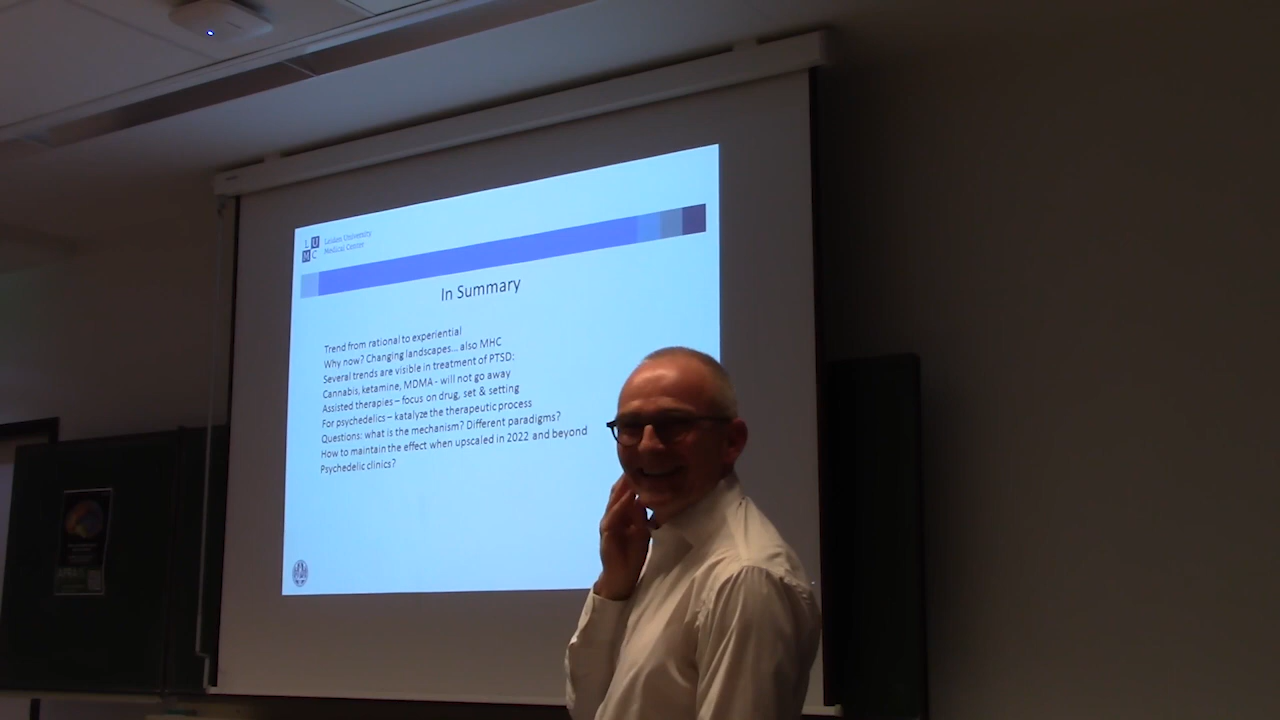 L U
M C
Leiden University
Medical Center
In Summary
Trend from rational to experiential
Why now? Changing landscapes... also MHC
Several trends are visible in treatment of PTSD:
Cannabis, ketamine, MDMA - will not go away
Assisted therapies – focus on drug, set & setting
For psychedelics – katalyze the therapeutic process
Questions: what is the mechanism? Different paradigms?
How to maintain the effect when upscaled in 2022 and beyond
Psychedelic clinics?